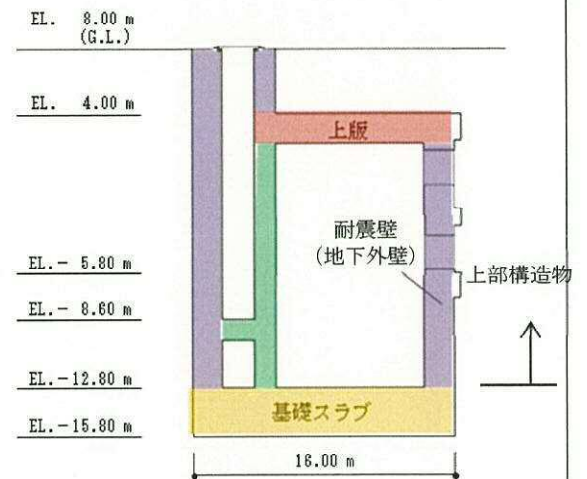 EL. 8.00 m
(G.L.)
EL. 4.00 m
上版
耐震壁
(地下外壁)
EL.- 5.80 m
上部構造物
EL.- 8.60 m
EL.-12.80 m
基礎スラブ
EL.-15.80 m
16.00 m